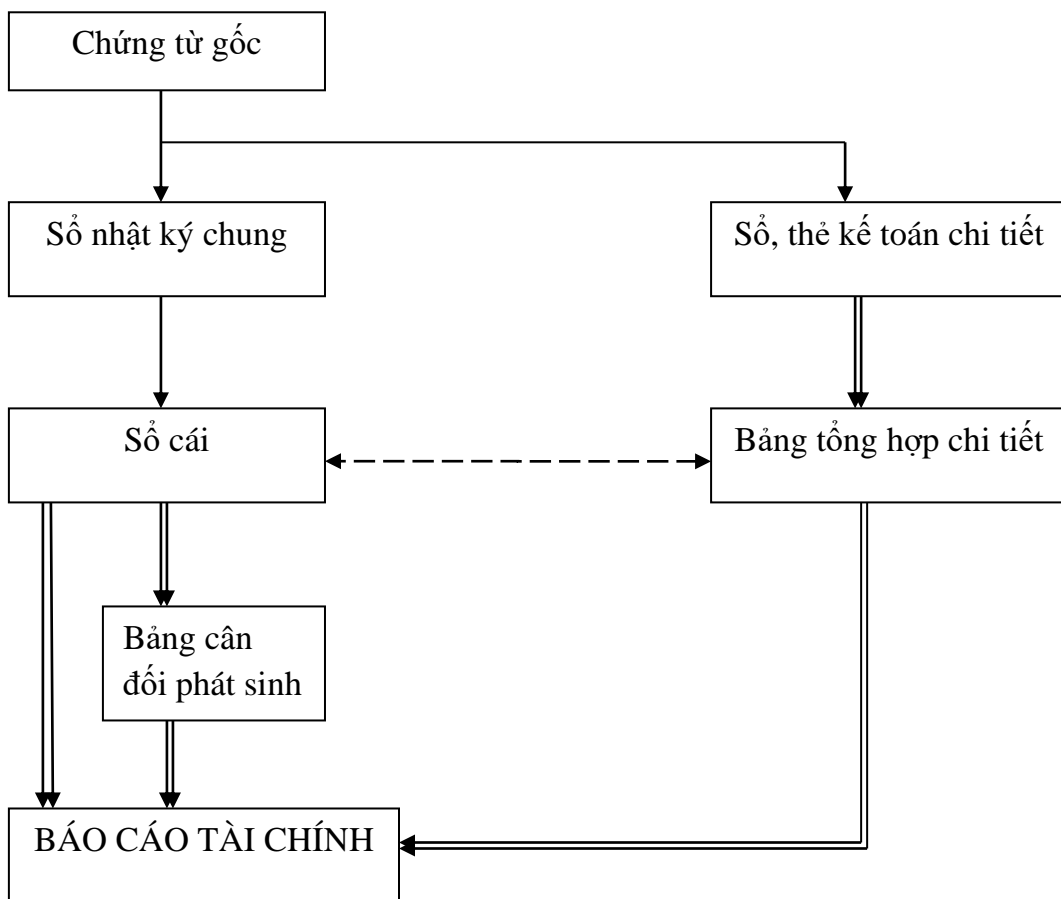 Chứng từ gốc
Sổ nhật ký chung
Sổ, thẻ kế toán chi tiết
Sổ cái
Bảng tổng hợp chi tiết
Bảng cân
đối phát sinh
BÁO CÁO TÀI CHÍNH